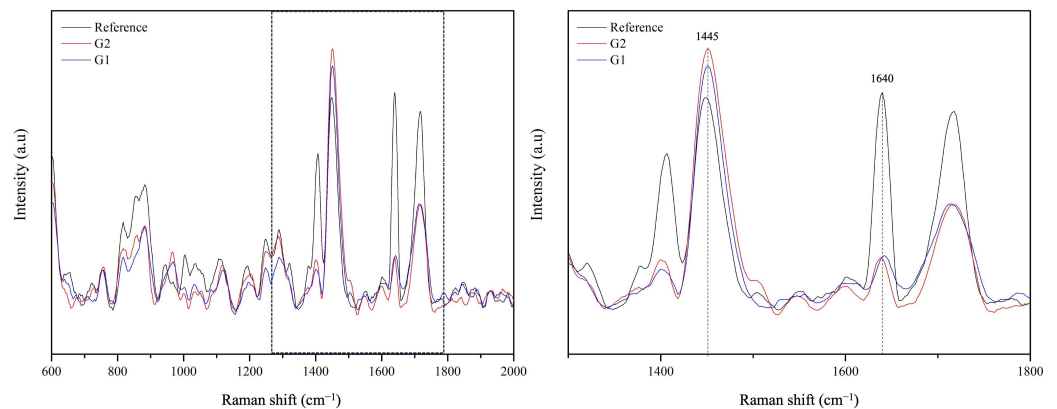 Reference
G2
G1
Intensity (a.u)
600
800
1000
1200
1400
1600
1800
2000
Raman shift (cm⁻¹)
Reference
G2
G1
1445
1640
Intensity (a.u)
1400
1600
1800
Raman shift (cm⁻¹)